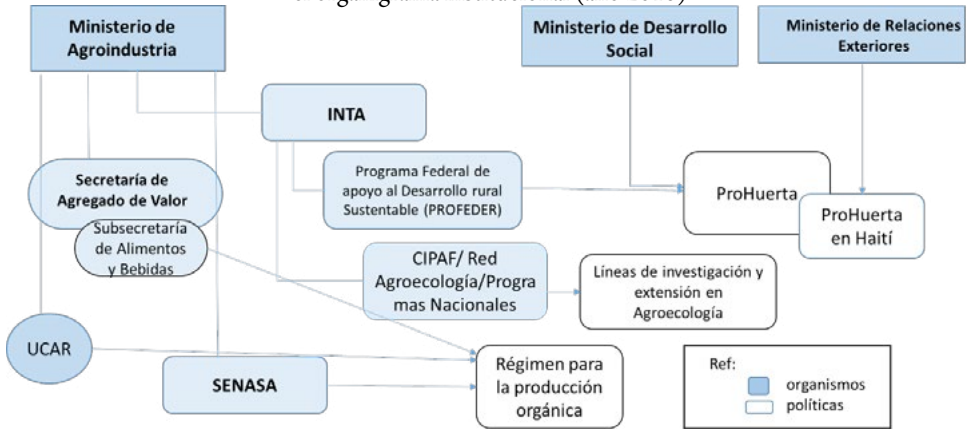 Ministerio de
Agroindustria
Ministerio de Desarrollo
Social
Ministerio de Relaciones
Exteriores
INTA
Secretaría de
Agregado de Valor
Subsecretaría
de Alimentos
y Bebidas
Programa Federal de
apoyo al Desarrollo rural
Sustentable (PROFEDER)
ProHuerta
ProHuerta
en Haití
CIPAF/ Red
Agroecología/Progra
mas Nacionales
Líneas de investigación y
extensión en
Agroecología
UCAR
SENASA
Régimen para
la producción
orgánica
Ref:
organismos
políticas